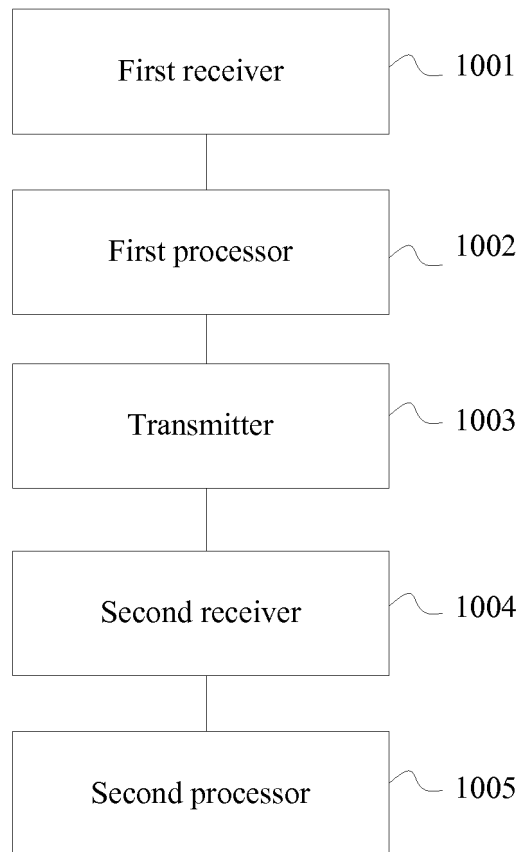 First receiver
1001
First processor
1002
Transmitter
1003
Second receiver
1004
Second processor
1005